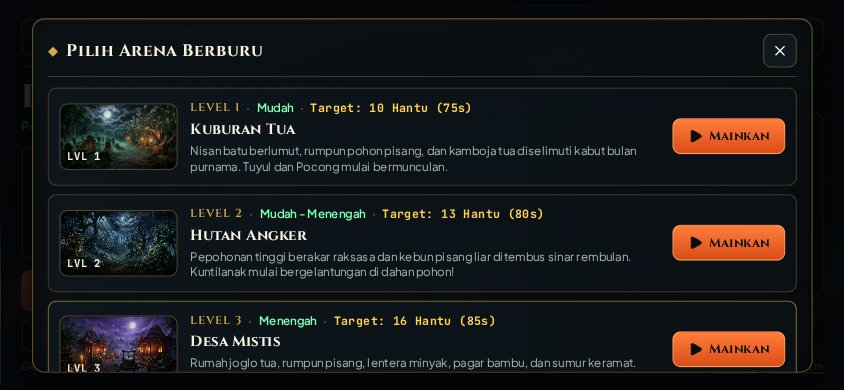 ◆ PILIH ARENA BERBURU
LEVEL 1 · Mudah · Target: 10 Hantu (75s)
LVL 1
KUBURAN TUA
Nisan batu berlumut, rumpun pohon pisang, dan kamboja tua diselimuti kabut bulan
purnama. Tuyul dan Pocong mulai bermunculan.
MAINKAN
LEVEL 2 · Mudah - Menengah · Target: 13 Hantu (80s)
LVL 2
HUTAN ANGKER
Pepohonan tinggi berakar raksasa dan kebun pisang liar ditembus sinar rembulan.
Kuntilanak mulai bergelantungan di dahan pohon!
MAINKAN
LEVEL 3 · Menengah · Target: 16 Hantu (85s)
LVL 3
DESA MISTIS
Rumah joglo tua, rumpun pisang, lentera minyak, pagar bambu, dan sumur keramat.
MAINKAN